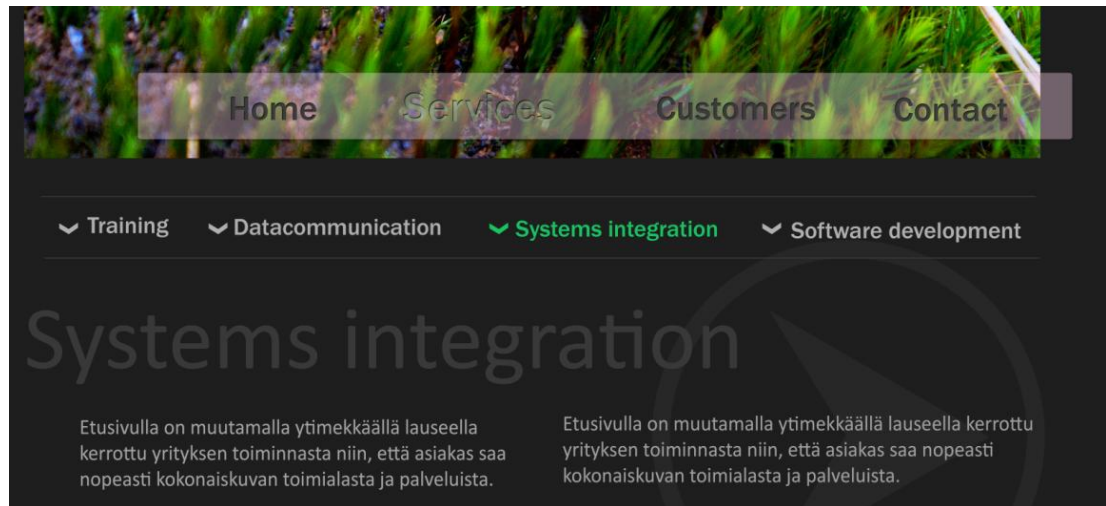 Home Services Customers Contact
Training Datacommunication Systems integration Software development
Systems integration
Etusivulla on muutamalla ytimekkäällä lauseella
kerrottu yrityksen toiminnasta niin, että asiakas saa
nopeasti kokonaiskuvan toimialasta ja palveluista.
Etusivulla on muutamalla ytimekkäällä lauseella kerrottu
yrityksen toiminnasta niin, että asiakas saa nopeasti
kokonaiskuvan toimialasta ja palveluista.